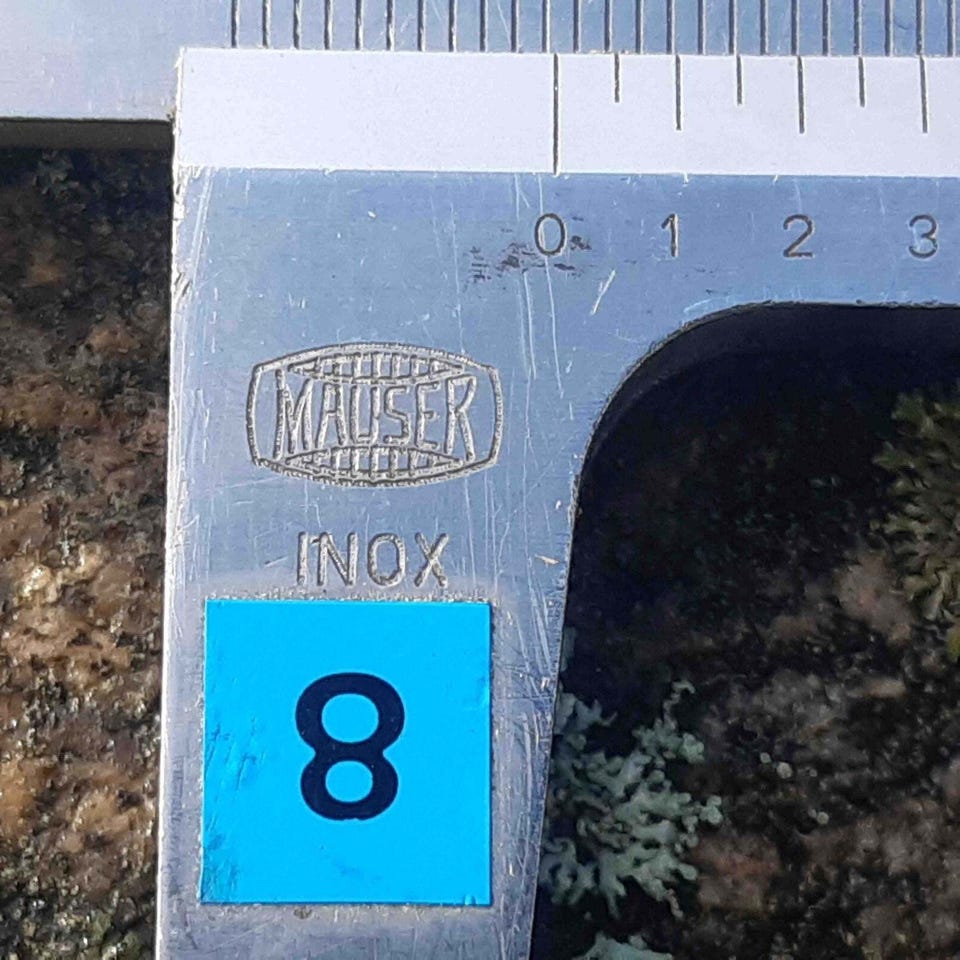 0 1 2 3
MAUSER
INOX
8